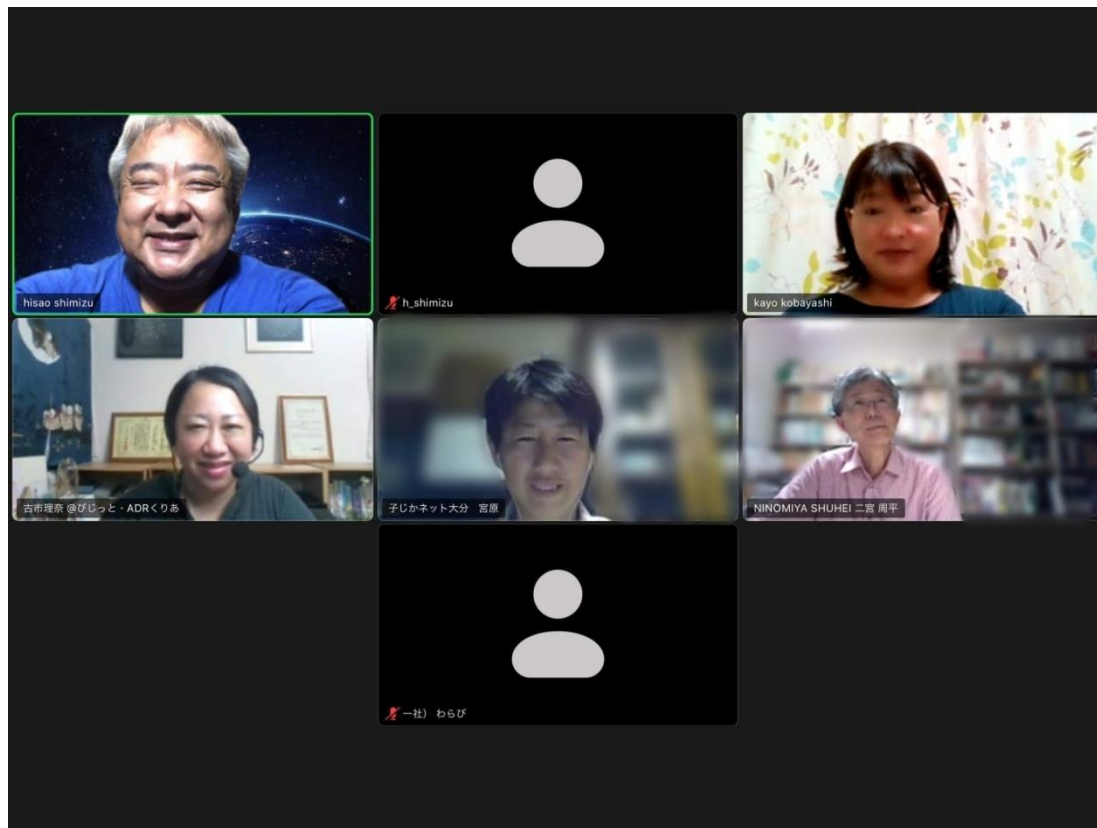 hisao shimizu
h_shimizu
kayo kobayashi
古市理奈 @びじっと・ADRくりあ
子じかネット大分 宮原
NINOMIYA SHUHEI 二宮 周平
一社） わらび